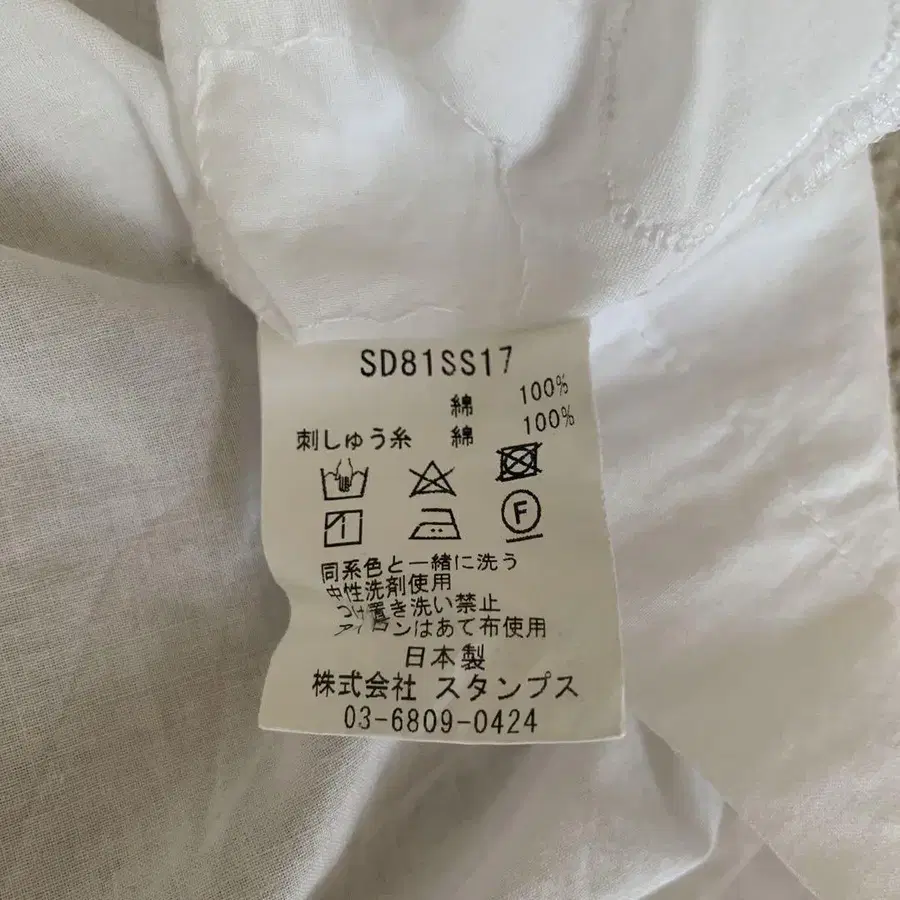 SD81SS17
綿 100%
刺しゅう糸 綿 100%
F
同系色と一緒に洗う
中性洗剤使用
つけ置き洗い禁止
アイロンはあて布使用
日本製
株式会社 スタンプス
03-6809-0424